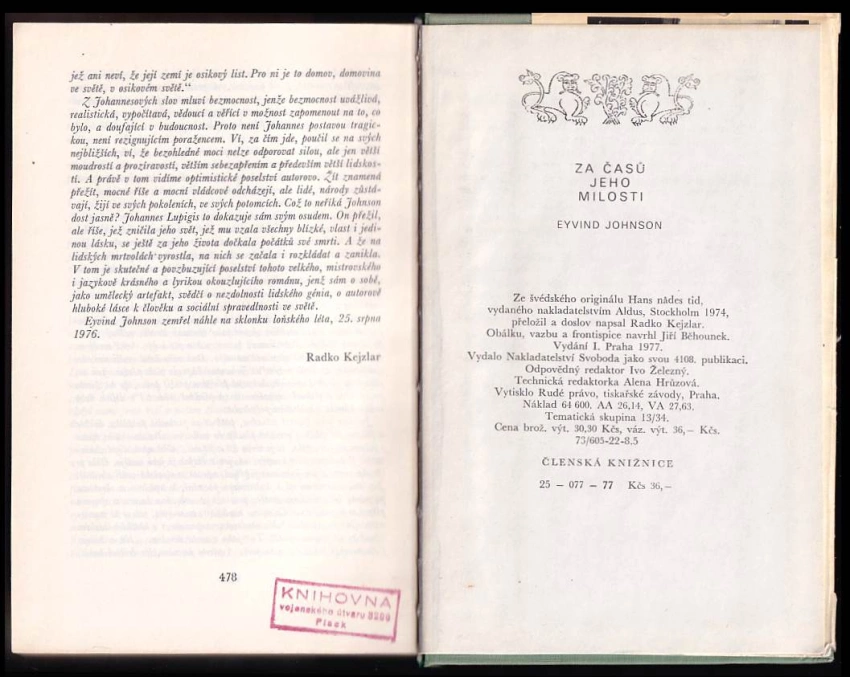 jež ani neví, že její zemí je osikový list. Pro ni je to domov, domovina
ve světě, v osikovém světě."
Z Johannesových slov mluví bezmocnost, jenže bezmocnost uvážlivá,
realistická, vypočítavá, vědoucí a věřící v možnost zapomenout na to, co
bylo, a doufající v budoucnost. Proto není Johannes postavou tragic-
kou, není rezignujícím poražencem. Ví, za čím jde, poučil se na svých
nejbližších, ví, že bezohledné moci nelze odporovat silou, ale jen větší
moudrostí a prozíravostí, větším sebezapřením a především větší lidskos-
tí. A právě v tom vidíme optimistické poselství autorovo. Žít znamená
přežít, mocné říše a mocní vládcové odcházejí, ale lidé, národy zůstá-
vají, žijí ve svých pokoleních, ve svých potomcích. Což to neříká Johnson
dost jasně? Johannes Lupigis to dokazuje sám svým osudem. On přežil,
ale říše, jež zničila jeho svět, jež mu vzala všechny blízké, vlast i jedi-
nou lásku, se ještě za jeho života dočkala počátků své smrti. A že na
lidských mrtvolách vyrostla, na nich se začala i rozkládat a zanikla.
V tom je skutečné a povzbuzující poselství tohoto velkého, mistrovského
i jazykově krásného a lyrikou okouzlujícího románu, jenž sám o sobě,
jako umělecký artefakt, svědčí o nezdolnosti lidského génia, o autorově
hluboké lásce k člověku a sociální spravedlnosti ve světě.
Eyvind Johnson zemřel náhle na sklonku loňského léta, 25. srpna
1976.
Radko Kejzlar
478
KNIHOVNA
vojenského útvaru 3209
Písek
ZA ČASŮ
JEHO
MILOSTI
EYVIND JOHNSON
Ze švédského originálu Hans nådes tid,
vydaného nakladatelstvím Aldus, Stockholm 1974,
přeložil a doslov napsal Radko Kejzlar.
Obálku, vazbu a frontispice navrhl Jiří Běhounek.
Vydání I. Praha 1977.
Vydalo Nakladatelství Svoboda jako svou 4108. publikaci.
Odpovědný redaktor Ivo Železný.
Technická redaktorka Alena Hrůzová.
Vytisklo Rudé právo, tiskařské závody, Praha.
Náklad 64 600. AA 26,14, VA 27,63.
Tematická skupina 13/34.
Cena brož. výt. 30,30 Kčs, váz. výt. 36,— Kčs.
73/605-22-8.5
ČLENSKÁ KNIŽNICE
25 — 077 — 77 Kčs 36,—